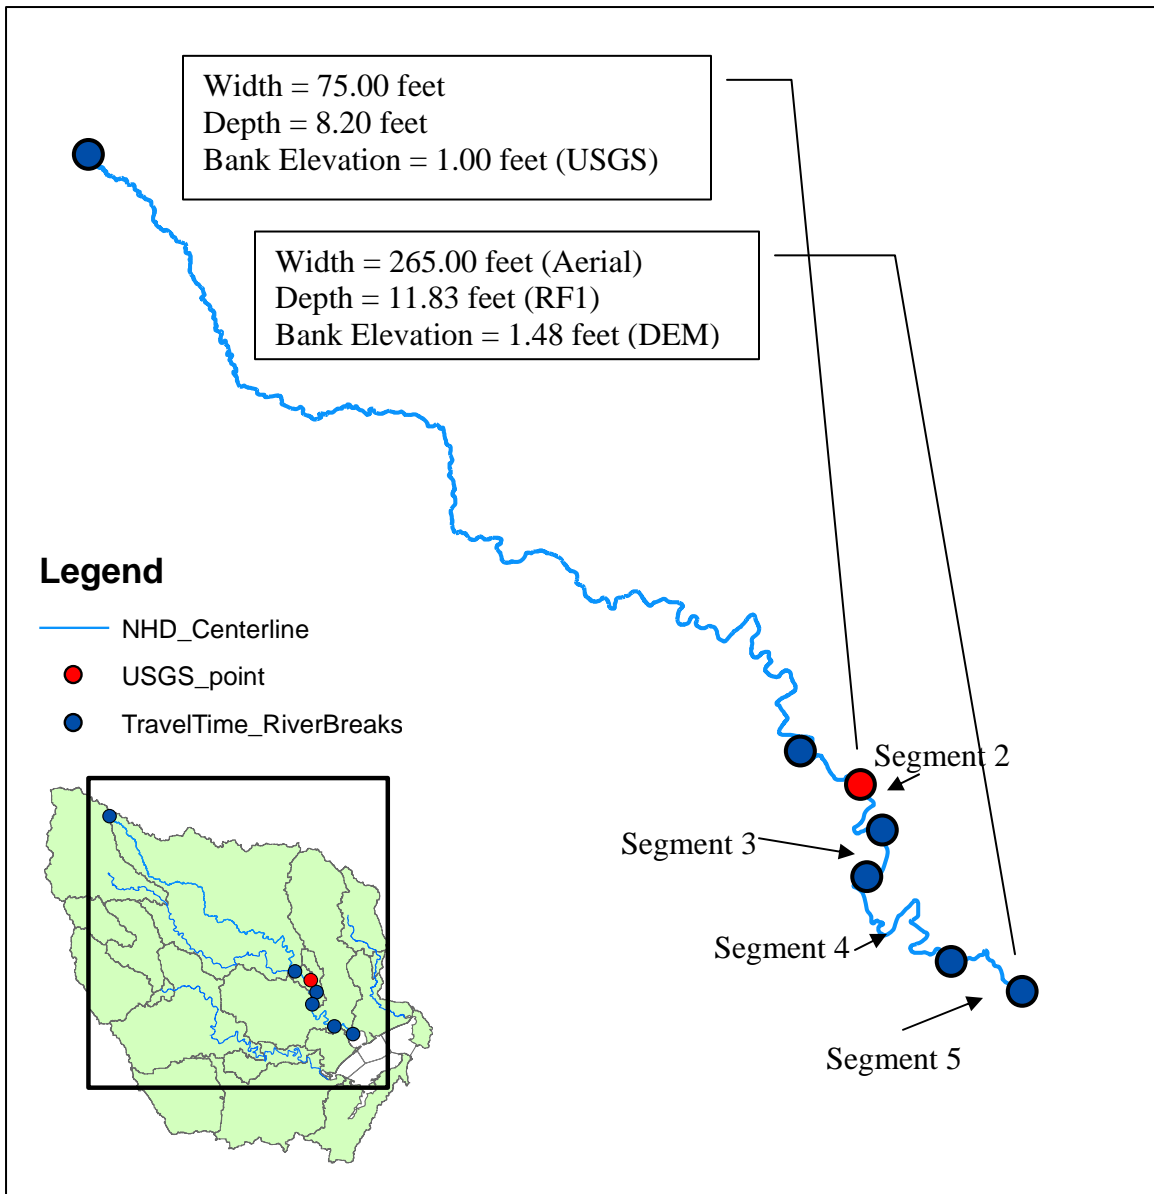 Width = 75.00 feet
Depth = 8.20 feet
Bank Elevation = 1.00 feet (USGS)
Width = 265.00 feet (Aerial)
Depth = 11.83 feet (RF1)
Bank Elevation = 1.48 feet (DEM)
Legend
NHD_Centerline
USGS_point
TravelTime_RiverBreaks
Segment 2
Segment 3
Segment 4
Segment 5